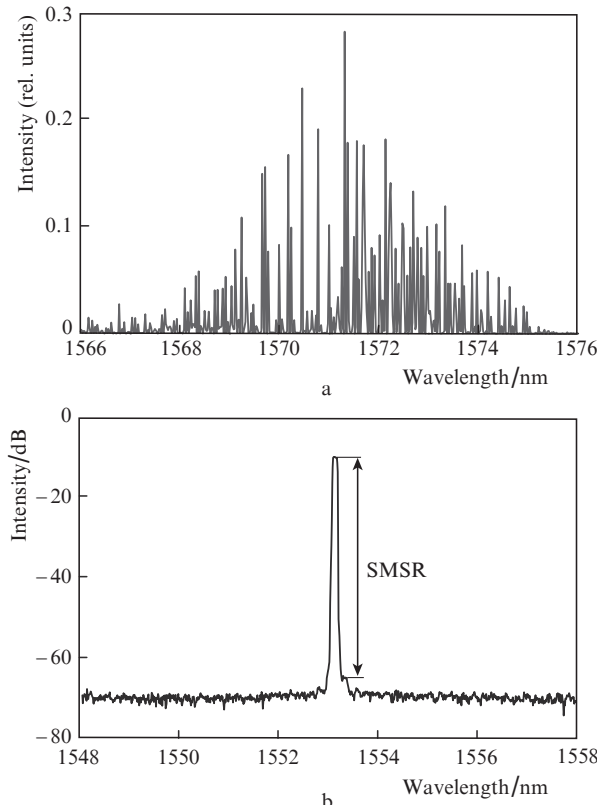 0.3
0.2
0.1
0
Intensity (rel. units)
1566 1568 1570 1572 1574 1576
Wavelength/nm
a
0
−20
−40
−60
−80
Intensity/dB
SMSR
1548 1550 1552 1554 1556 1558
Wavelength/nm
b